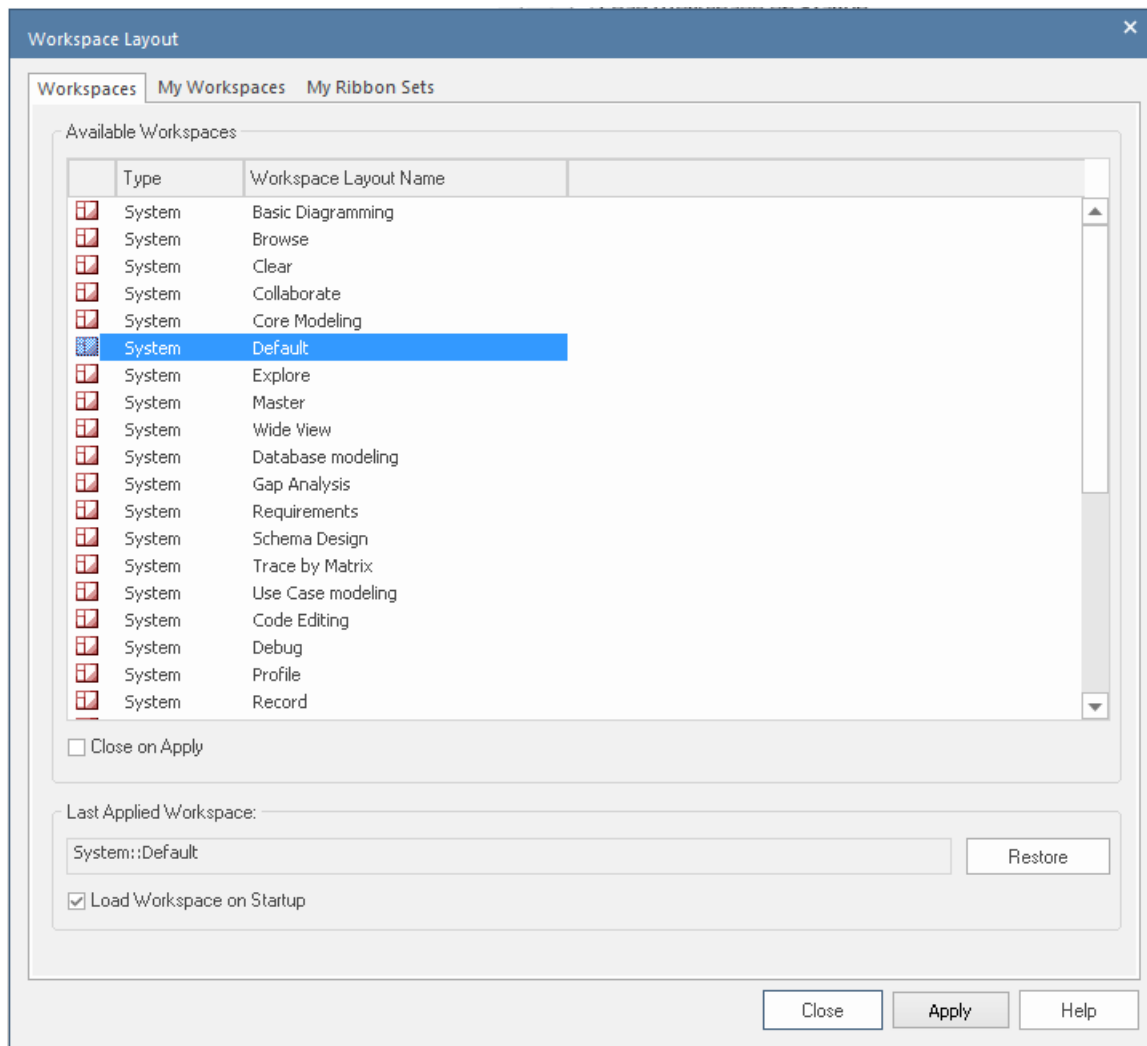 Workspace Layout
Workspaces My Workspaces My Ribbon Sets
Available Workspaces
Type Workspace Layout Name
System Basic Diagramming
System Browse
System Clear
System Collaborate
System Core Modeling
System Default
System Explore
System Master
System Wide View
System Database modeling
System Gap Analysis
System Requirements
System Schema Design
System Trace by Matrix
System Use Case modeling
System Code Editing
System Debug
System Profile
System Record
Close on Apply
Last Applied Workspace:
System::Default Restore
Load Workspace on Startup
Close Apply Help